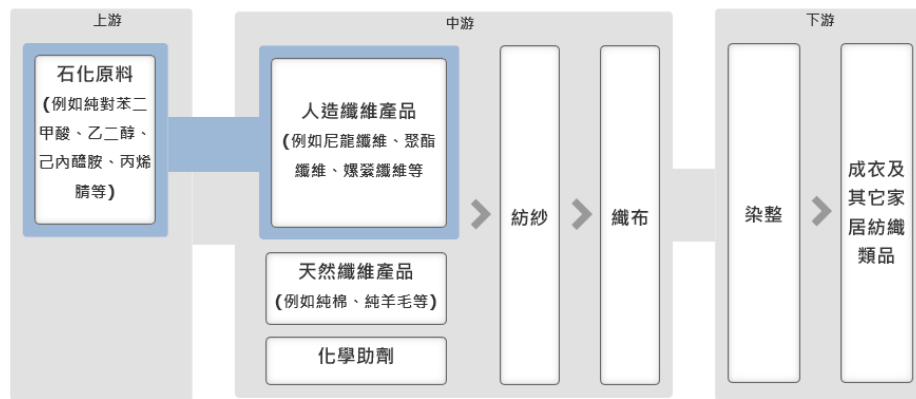 上游
石化原料
(例如純對苯二
甲酸、乙二醇、
己內醯胺、丙烯
腈等)
中游
人造纖維產品
(例如尼龍纖維、聚酯
纖維、嫘縈纖維等
天然纖維產品
(例如純棉、純羊毛等)
化學助劑
紡紗
織布
下游
染整
成衣及
其它家
居紡織
類品